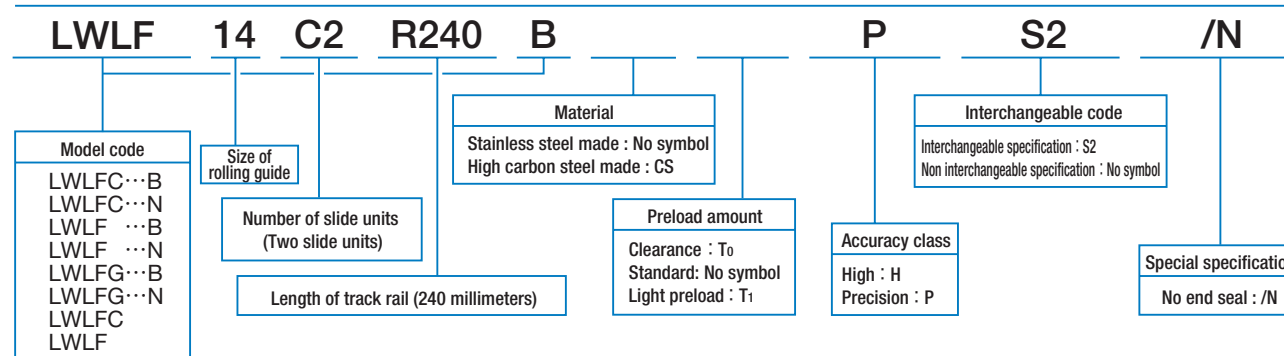 LWLF 14 C2 R240 B P S2 /N
Material
Stainless steel made : No symbol
High carbon steel made : CS
Interchangeable code
Interchangeable specification : S2
Non interchangeable specification : No symbol
Model code
LWLFC…B
LWLFC…N
LWLF …B
LWLF …N
LWLFG…B
LWLFG…N
LWLFC
LWLF
Size of
rolling guide
Number of slide units
(Two slide units)
Length of track rail (240 millimeters)
Preload amount
Clearance : T₀
Standard: No symbol
Light preload : T₁
Accuracy class
High : H
Precision : P
Special specificatio
No end seal : /N